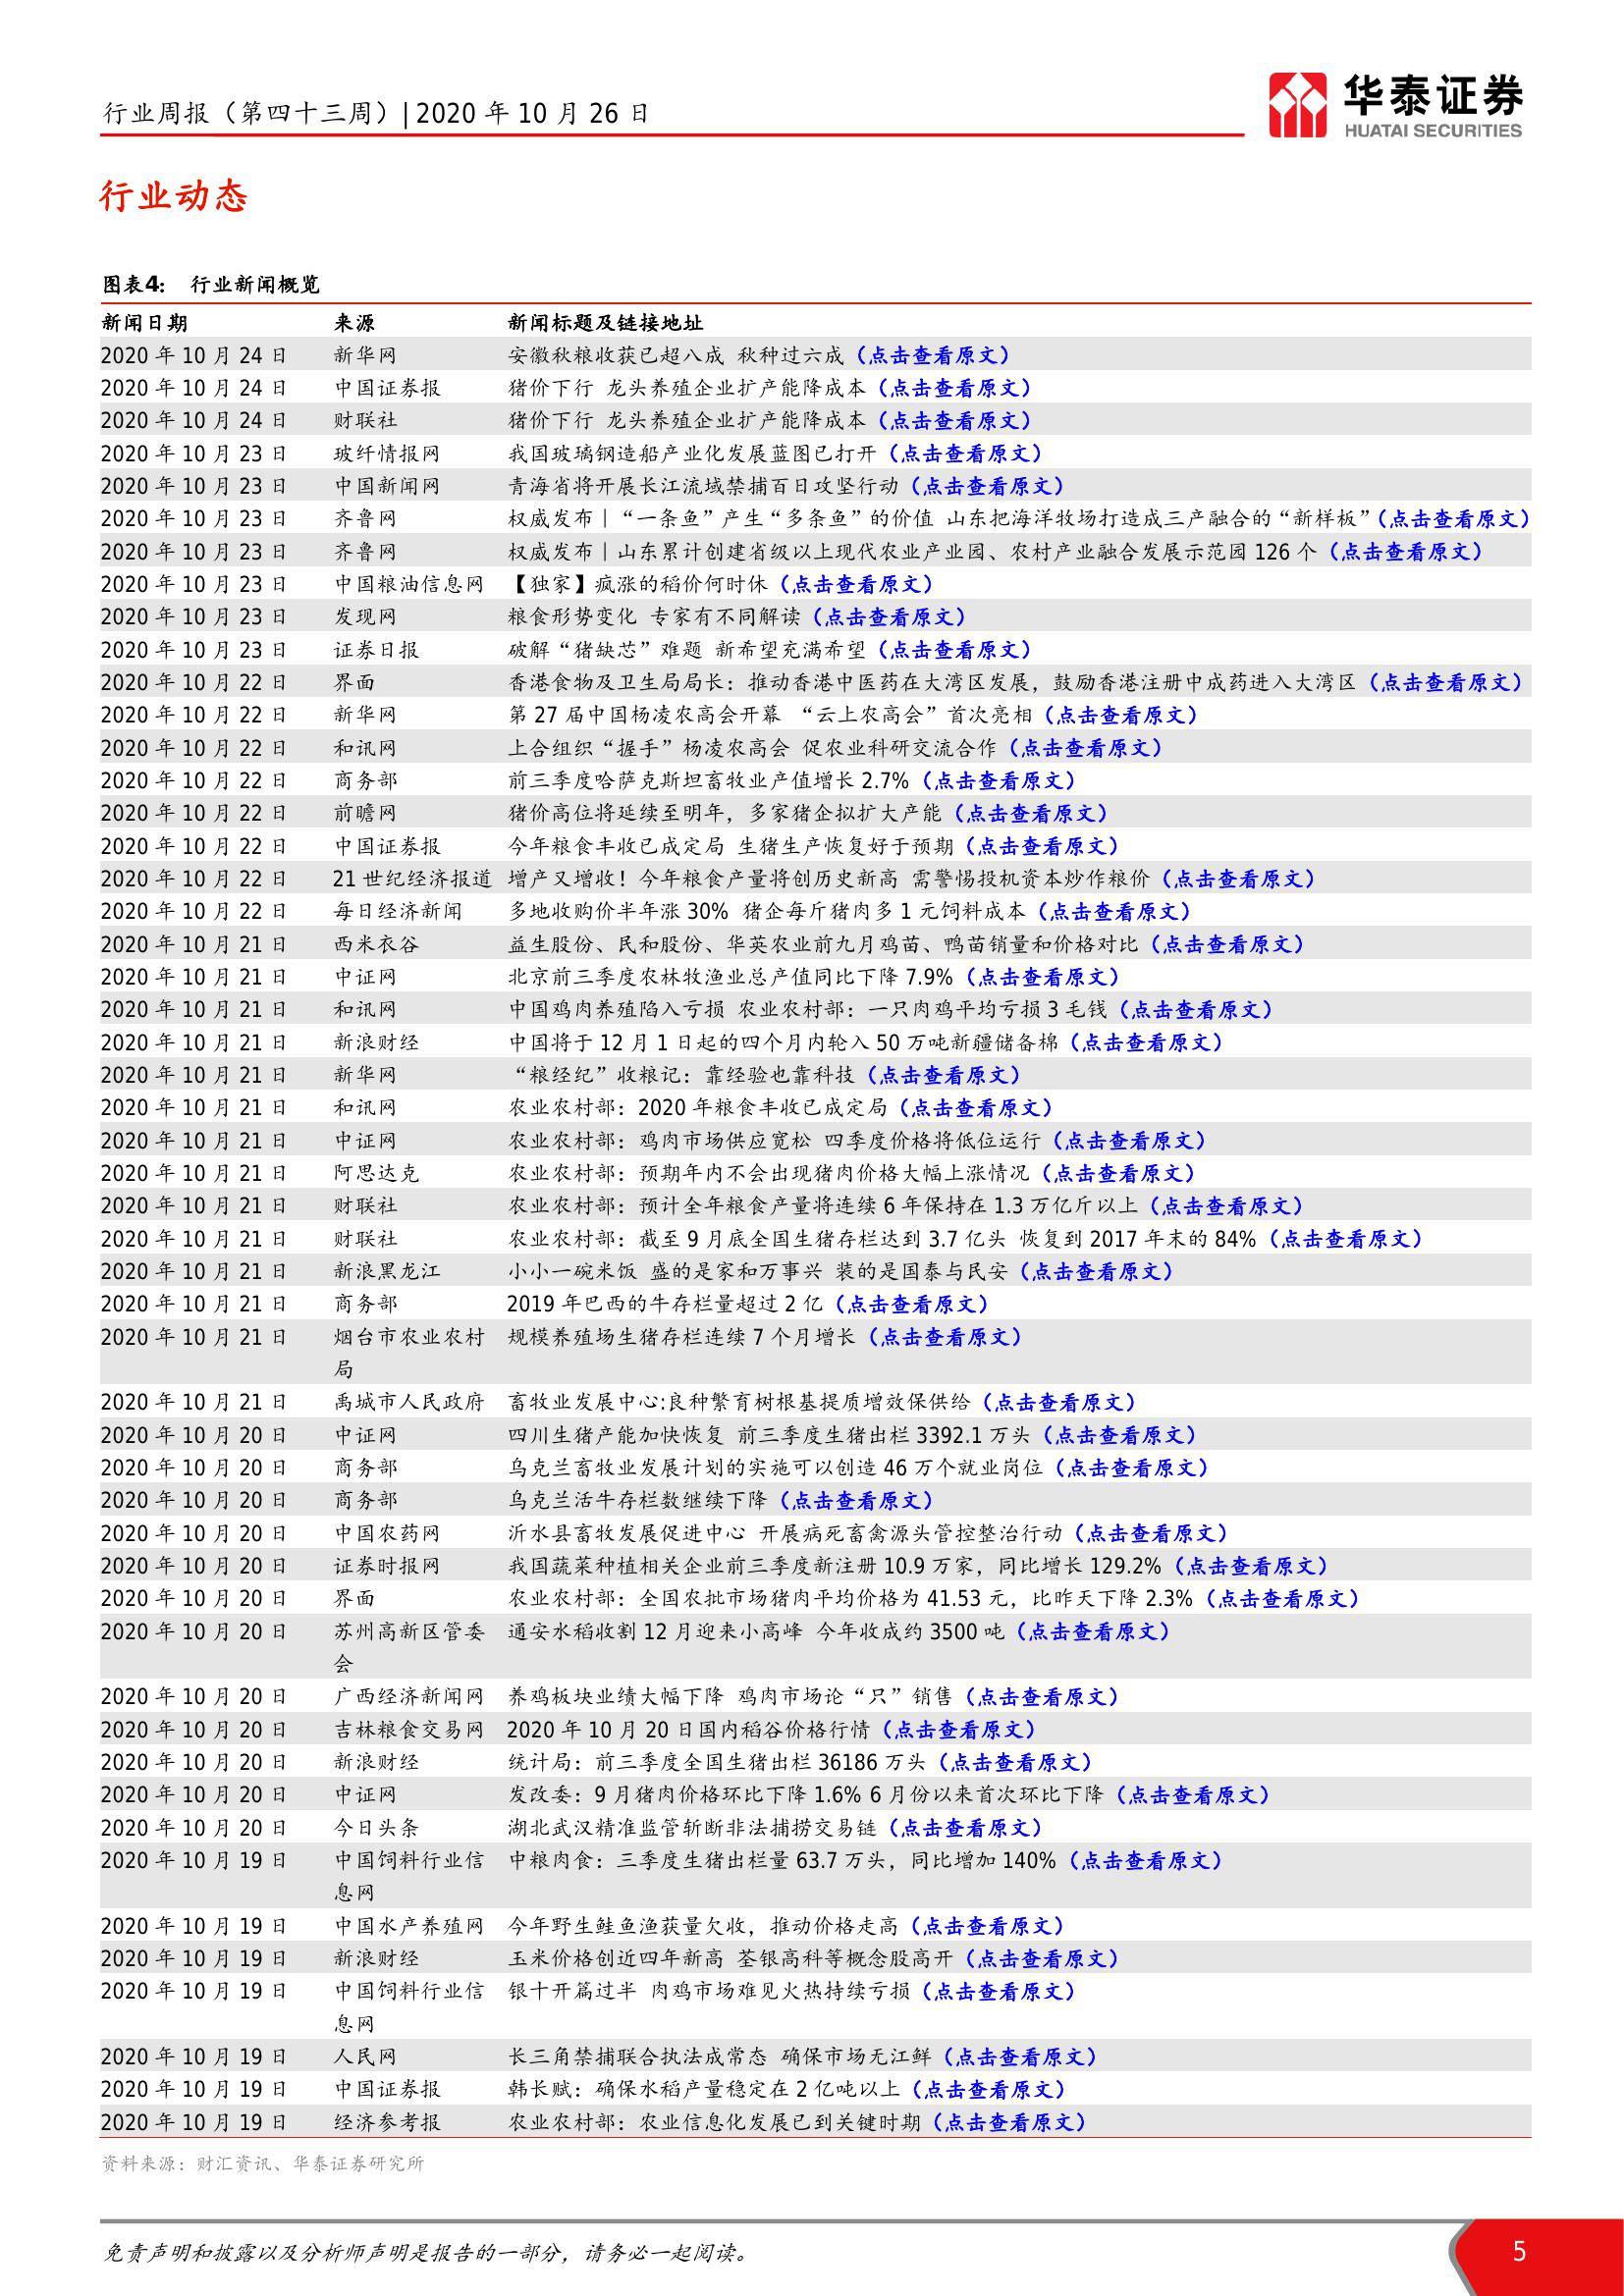 行业周报（第四十三周）| 2020 年 10 月 26 日
华泰证券
HUATAI SECURITIES
行业动态
图表4： 行业新闻概览
新闻日期 来源 新闻标题及链接地址
2020 年 10 月 24 日 新华网 安徽秋粮收获已超八成 秋种过六成（点击查看原文）
2020 年 10 月 24 日 中国证券报 猪价下行 龙头养殖企业扩产能降成本（点击查看原文）
2020 年 10 月 24 日 财联社 猪价下行 龙头养殖企业扩产能降成本（点击查看原文）
2020 年 10 月 23 日 玻纤情报网 我国玻璃钢造船产业化发展蓝图已打开（点击查看原文）
2020 年 10 月 23 日 中国新闻网 青海省将开展长江流域禁捕百日攻坚行动（点击查看原文）
2020 年 10 月 23 日 齐鲁网 权威发布｜“一条鱼”产生“多条鱼”的价值 山东把海洋牧场打造成三产融合的“新样板”（点击查看原文）
2020 年 10 月 23 日 齐鲁网 权威发布｜山东累计创建省级以上现代农业产业园、农村产业融合发展示范园 126 个（点击查看原文）
2020 年 10 月 23 日 中国粮油信息网 【独家】疯涨的稻价何时休（点击查看原文）
2020 年 10 月 23 日 发现网 粮食形势变化 专家有不同解读（点击查看原文）
2020 年 10 月 23 日 证券日报 破解“猪缺芯”难题 新希望充满希望（点击查看原文）
2020 年 10 月 22 日 界面 香港食物及卫生局局长：推动香港中医药在大湾区发展，鼓励香港注册中成药进入大湾区（点击查看原文）
2020 年 10 月 22 日 新华网 第 27 届中国杨凌农高会开幕 “云上农高会”首次亮相（点击查看原文）
2020 年 10 月 22 日 和讯网 上合组织“握手”杨凌农高会 促农业科研交流合作（点击查看原文）
2020 年 10 月 22 日 商务部 前三季度哈萨克斯坦畜牧业产值增长 2.7%（点击查看原文）
2020 年 10 月 22 日 前瞻网 猪价高位将延续至明年，多家猪企拟扩大产能（点击查看原文）
2020 年 10 月 22 日 中国证券报 今年粮食丰收已成定局 生猪生产恢复好于预期（点击查看原文）
2020 年 10 月 22 日 21 世纪经济报道 增产又增收！今年粮食产量将创历史新高 需警惕投机资本炒作粮价（点击查看原文）
2020 年 10 月 22 日 每日经济新闻 多地收购价半年涨 30% 猪企每斤猪肉多 1 元饲料成本（点击查看原文）
2020 年 10 月 21 日 西米衣谷 益生股份、民和股份、华英农业前九月鸡苗、鸭苗销量和价格对比（点击查看原文）
2020 年 10 月 21 日 中证网 北京前三季度农林牧渔业总产值同比下降 7.9%（点击查看原文）
2020 年 10 月 21 日 和讯网 中国鸡肉养殖陷入亏损 农业农村部：一只肉鸡平均亏损 3 毛钱（点击查看原文）
2020 年 10 月 21 日 新浪财经 中国将于 12 月 1 日起的四个月内轮入 50 万吨新疆储备棉（点击查看原文）
2020 年 10 月 21 日 新华网 “粮经纪”收粮记：靠经验也靠科技（点击查看原文）
2020 年 10 月 21 日 和讯网 农业农村部：2020 年粮食丰收已成定局（点击查看原文）
2020 年 10 月 21 日 中证网 农业农村部：鸡肉市场供应宽松 四季度价格将低位运行（点击查看原文）
2020 年 10 月 21 日 阿思达克 农业农村部：预期年内不会出现猪肉价格大幅上涨情况（点击查看原文）
2020 年 10 月 21 日 财联社 农业农村部：预计全年粮食产量将连续 6 年保持在 1.3 万亿斤以上（点击查看原文）
2020 年 10 月 21 日 财联社 农业农村部：截至 9 月底全国生猪存栏达到 3.7 亿头 恢复到 2017 年末的 84%（点击查看原文）
2020 年 10 月 21 日 新浪黑龙江 小小一碗米饭 盛的是家和万事兴 装的是国泰与民安（点击查看原文）
2020 年 10 月 21 日 商务部 2019 年巴西的牛存栏量超过 2 亿（点击查看原文）
2020 年 10 月 21 日 烟台市农业农村 规模养殖场生猪存栏连续 7 个月增长（点击查看原文）
局
2020 年 10 月 21 日 禹城市人民政府 畜牧业发展中心:良种繁育树根基提质增效保供给（点击查看原文）
2020 年 10 月 20 日 中证网 四川生猪产能加快恢复 前三季度生猪出栏 3392.1 万头（点击查看原文）
2020 年 10 月 20 日 商务部 乌克兰畜牧业发展计划的实施可以创造 46 万个就业岗位（点击查看原文）
2020 年 10 月 20 日 商务部 乌克兰活牛存栏数继续下降（点击查看原文）
2020 年 10 月 20 日 中国农药网 沂水县畜牧发展促进中心 开展病死畜禽源头管控整治行动（点击查看原文）
2020 年 10 月 20 日 证券时报网 我国蔬菜种植相关企业前三季度新注册 10.9 万家，同比增长 129.2%（点击查看原文）
2020 年 10 月 20 日 界面 农业农村部：全国农批市场猪肉平均价格为 41.53 元，比昨天下降 2.3%（点击查看原文）
2020 年 10 月 20 日 苏州高新区管委 通安水稻收割 12 月迎来小高峰 今年收成约 3500 吨（点击查看原文）
会
2020 年 10 月 20 日 广西经济新闻网 养鸡板块业绩大幅下降 鸡肉市场论“只”销售（点击查看原文）
2020 年 10 月 20 日 吉林粮食交易网 2020 年 10 月 20 日国内稻谷价格行情（点击查看原文）
2020 年 10 月 20 日 新浪财经 统计局：前三季度全国生猪出栏 36186 万头（点击查看原文）
2020 年 10 月 20 日 中证网 发改委：9 月猪肉价格环比下降 1.6% 6 月份以来首次环比下降（点击查看原文）
2020 年 10 月 20 日 今日头条 湖北武汉精准监管斩断非法捕捞交易链（点击查看原文）
2020 年 10 月 19 日 中国饲料行业信 中粮肉食：三季度生猪出栏量 63.7 万头，同比增加 140%（点击查看原文）
息网
2020 年 10 月 19 日 中国水产养殖网 今年野生鲑鱼渔获量欠收，推动价格走高（点击查看原文）
2020 年 10 月 19 日 新浪财经 玉米价格创近四年新高 荃银高科等概念股高开（点击查看原文）
2020 年 10 月 19 日 中国饲料行业信 银十开篇过半 肉鸡市场难见火热持续亏损（点击查看原文）
息网
2020 年 10 月 19 日 人民网 长三角禁捕联合执法成常态 确保市场无江鲜（点击查看原文）
2020 年 10 月 19 日 中国证券报 韩长赋：确保水稻产量稳定在 2 亿吨以上（点击查看原文）
2020 年 10 月 19 日 经济参考报 农业农村部：农业信息化发展已到关键时期（点击查看原文）
资料来源：财汇资讯、华泰证券研究所
免责声明和披露以及分析师声明是报告的一部分，请务必一起阅读。 5